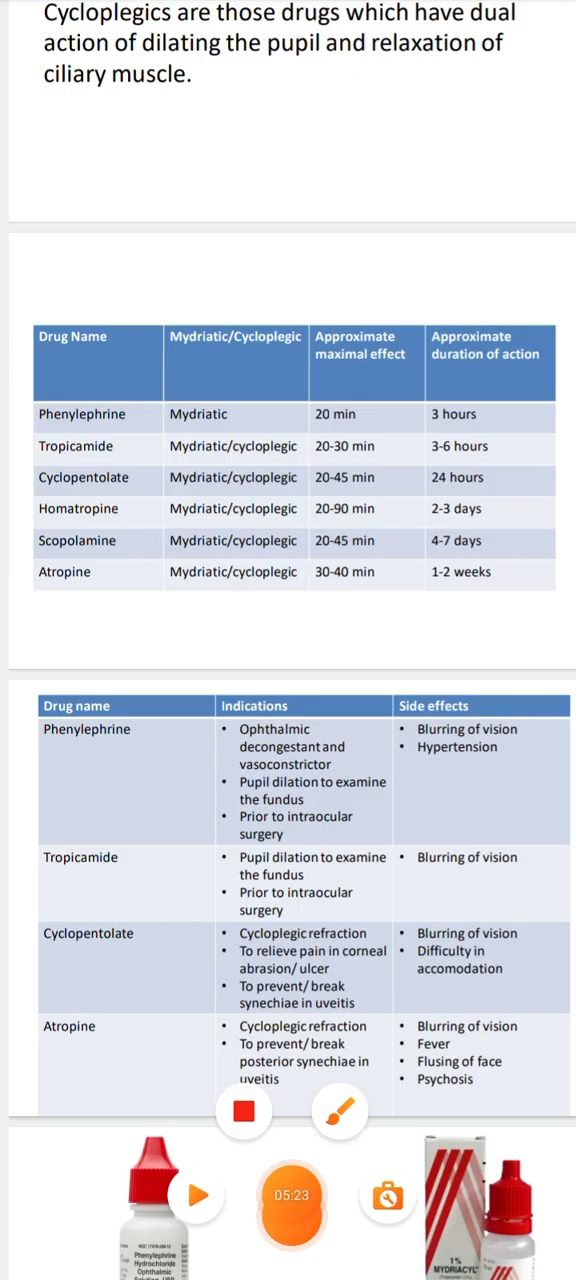 Cycloplegics are those drugs which have dual
action of dilating the pupil and relaxation of
ciliary muscle.
Drug Name Mydriatic/Cycloplegic Approximate maximal effect Approximate duration of action
Phenylephrine Mydriatic 20 min 3 hours
Tropicamide Mydriatic/cycloplegic 20-30 min 3-6 hours
Cyclopentolate Mydriatic/cycloplegic 20-45 min 24 hours
Homatropine Mydriatic/cycloplegic 20-90 min 2-3 days
Scopolamine Mydriatic/cycloplegic 20-45 min 4-7 days
Atropine Mydriatic/cycloplegic 30-40 min 1-2 weeks
Drug name Indications Side effects
Phenylephrine
• Ophthalmic
decongestant and
vasoconstrictor
• Pupil dilation to examine
the fundus
• Prior to intraocular
surgery
• Blurring of vision
• Hypertension
Tropicamide
• Pupil dilation to examine
the fundus
• Prior to intraocular
surgery
• Blurring of vision
Cyclopentolate
• Cycloplegic refraction
• To relieve pain in corneal
abrasion/ ulcer
• To prevent/ break
synechiae in uveitis
• Blurring of vision
• Difficulty in
accomodation
Atropine
• Cycloplegic refraction
• To prevent/ break
posterior synechiae in
uveitis
• Blurring of vision
• Fever
• Flusing of face
• Psychosis
05:23
Phenylephrine
Hydrochloride
Ophthalmic
1%
MYDRIACYL